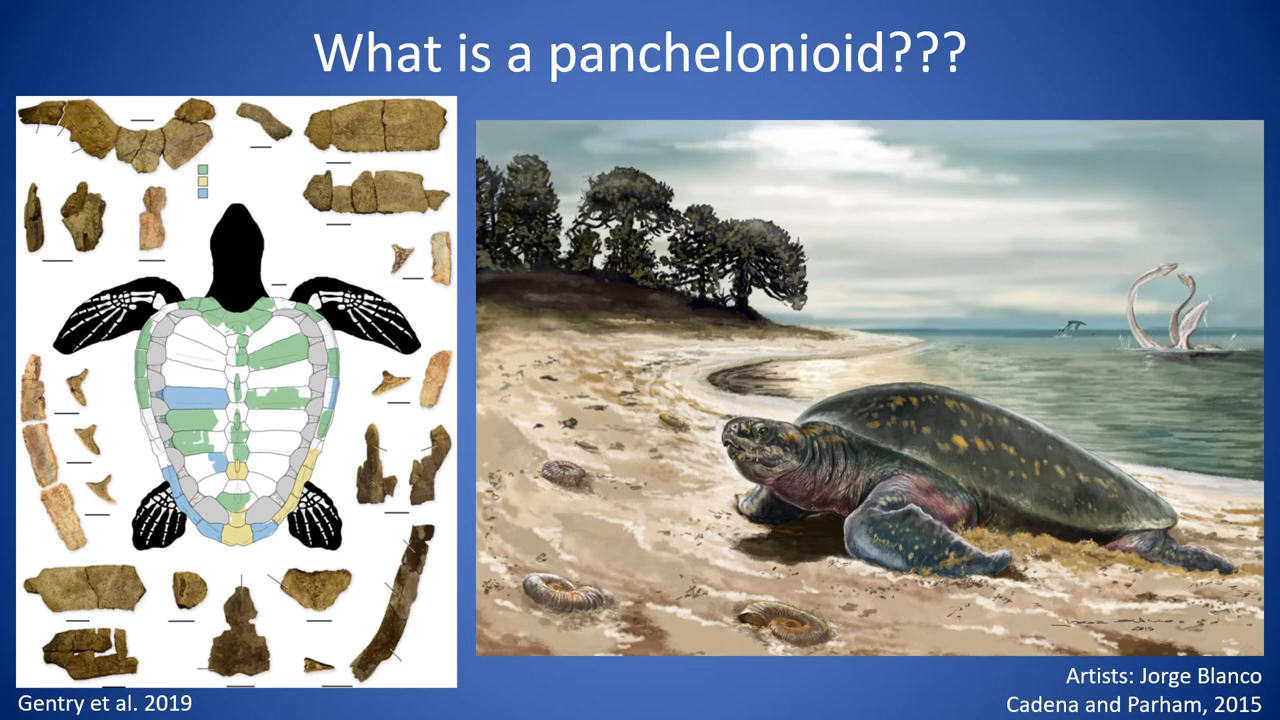 What is a panchelonioid???
Gentry et al. 2019
Artists: Jorge Blanco
Cadena and Parham, 2015